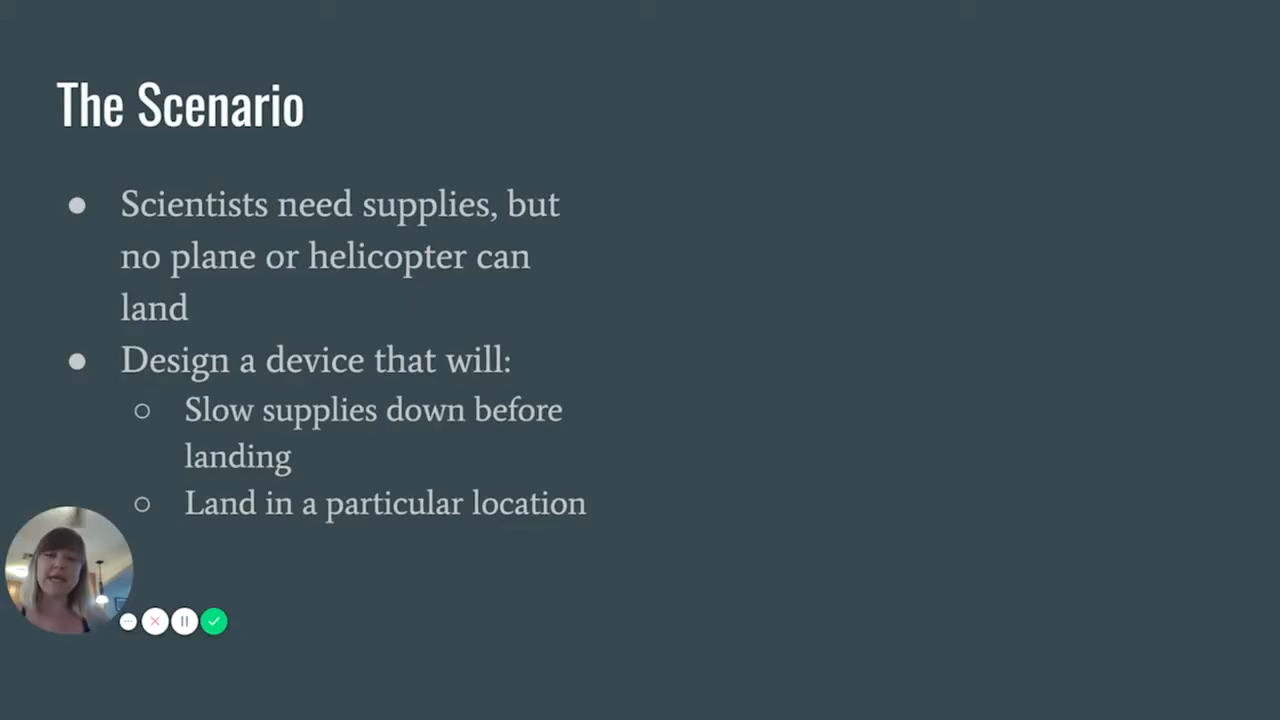 The Scenario
Scientists need supplies, but
no plane or helicopter can
land
Design a device that will:
Slow supplies down before
landing
Land in a particular location